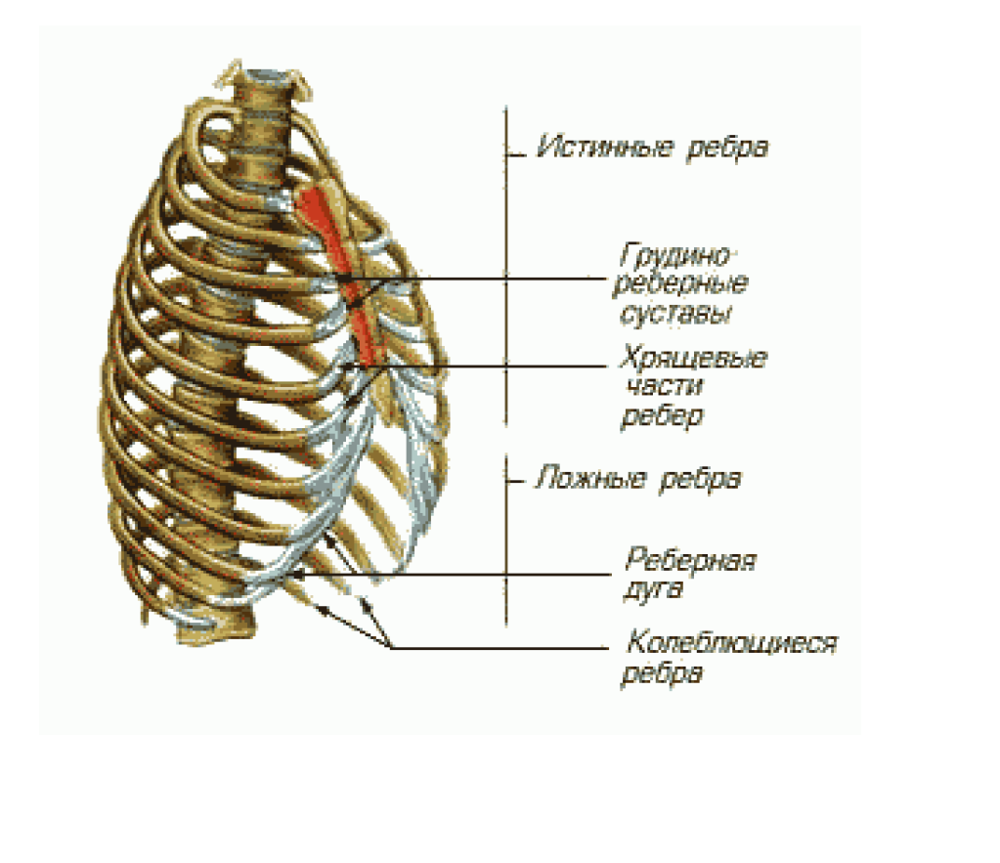 Истинные ребра
Грудино-
реберные
суставы
Хрящевые
части
ребер
Ложные ребра
Реберная
дуга
Колеблющиеся
ребра